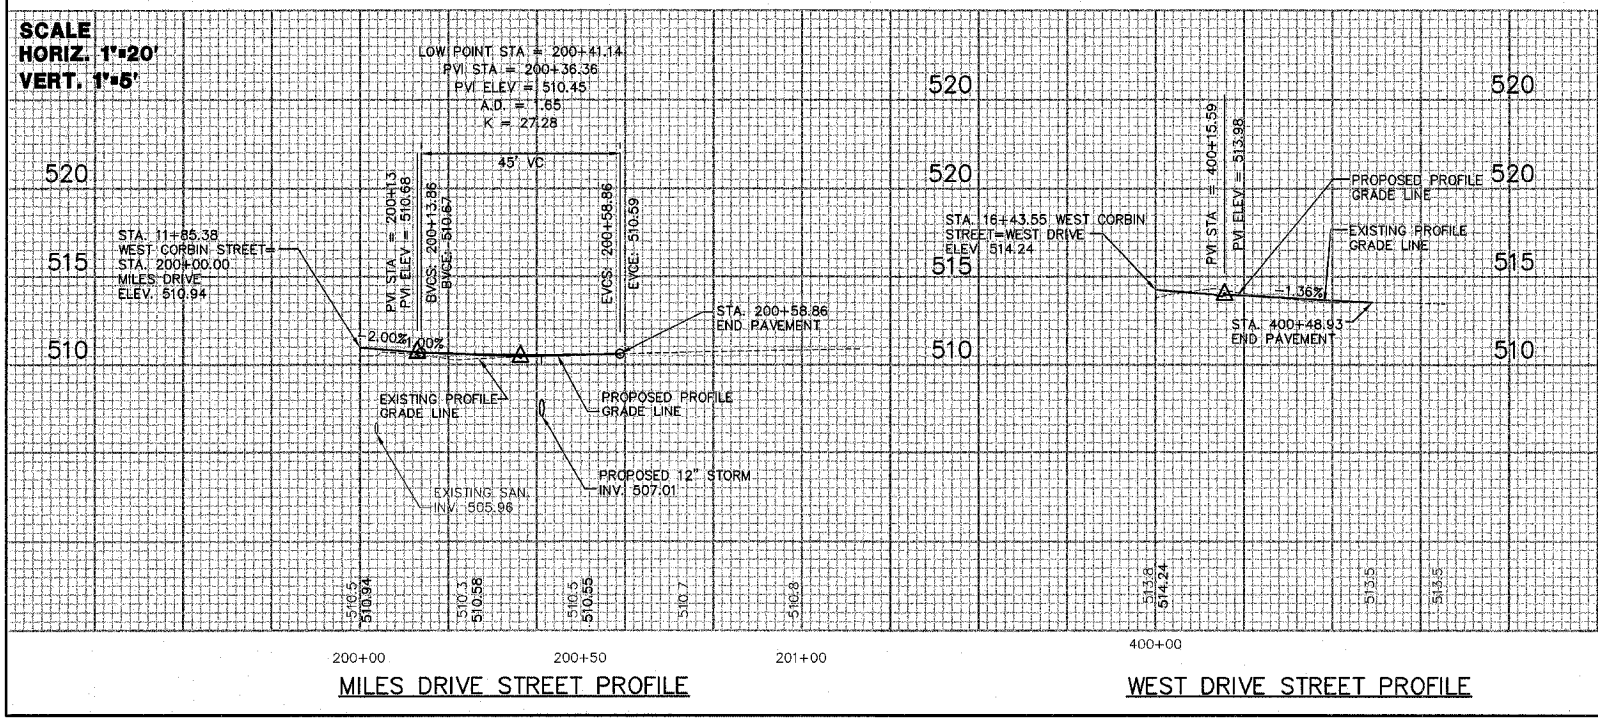 SCALE
HORIZ. 1"=20'
VERT. 1"=5'
LOW POINT STA = 200+41.14
PVI STA = 200+36.36
PVI ELEV = 510.45
A.D. = 1.65
K = 27.28
45' VC
520
515
510
STA. 11+85.38
WEST CORBIN STREET=
STA. 200+00.00
MILES DRIVE
ELEV. 510.94
PVI STA = 200+13
PVI ELEV = 510.68
BVCS: 200+13.86
BVCE: 510.67
EVCS: 200+58.86
EVCE: 510.59
-2.00%
-1.00%
STA. 200+58.86
END PAVEMENT
EXISTING PROFILE
GRADE LINE
PROPOSED PROFILE
GRADE LINE
PROPOSED 12" STORM
INV. 507.01
EXISTING SAN.
INV. 505.96
510.5
510.94
510.3
510.58
510.5
510.55
510.7
510.8
200+00
200+50
201+00
MILES DRIVE STREET PROFILE
520
520
515
510
STA. 16+43.55 WEST CORBIN
STREET=WEST DRIVE
ELEV 514.24
PVI STA = 400+15.59
PVI ELEV = 513.98
PROPOSED PROFILE
GRADE LINE
EXISTING PROFILE
GRADE LINE
-1.36%
STA. 400+48.93
END PAVEMENT
520
520
515
510
513.8
514.24
513.5
513.5
400+00
WEST DRIVE STREET PROFILE